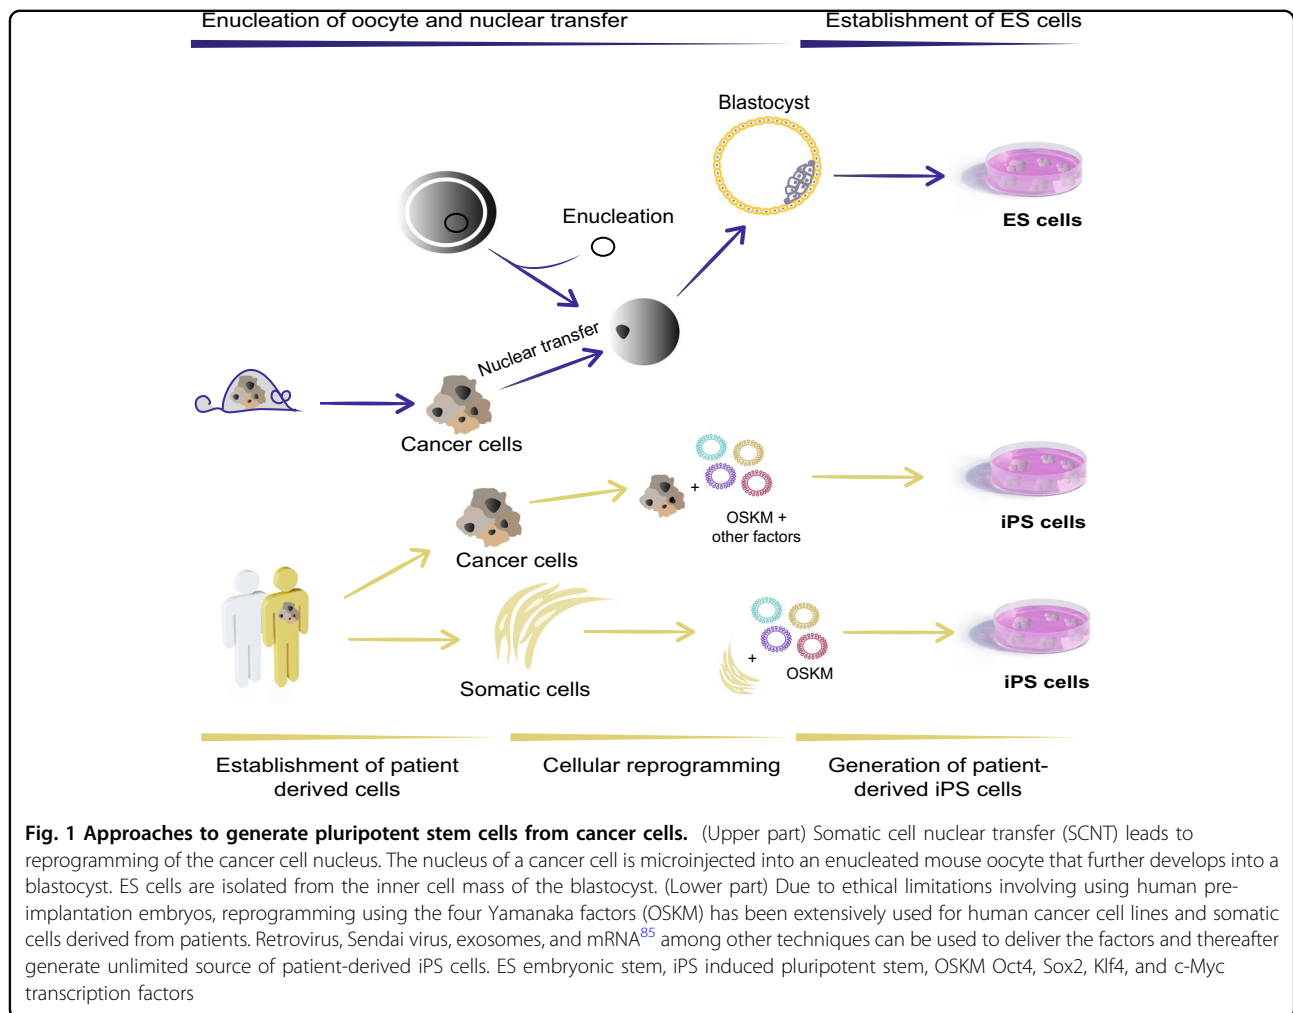 Enucleation of oocyte and nuclear transfer
Establishment of ES cells
Blastocyst
Enucleation
ES cells
Nuclear transfer
Cancer cells
+
OSKM +
other factors
iPS cells
Cancer cells
Somatic cells
+
OSKM
iPS cells
Establishment of patient
derived cells
Cellular reprogramming
Generation of patient-
derived iPS cells
Fig. 1 Approaches to generate pluripotent stem cells from cancer cells. (Upper part) Somatic cell nuclear transfer (SCNT) leads to
reprogramming of the cancer cell nucleus. The nucleus of a cancer cell is microinjected into an enucleated mouse oocyte that further develops into a
blastocyst. ES cells are isolated from the inner cell mass of the blastocyst. (Lower part) Due to ethical limitations involving using human pre-
implantation embryos, reprogramming using the four Yamanaka factors (OSKM) has been extensively used for human cancer cell lines and somatic
cells derived from patients. Retrovirus, Sendai virus, exosomes, and mRNA85 among other techniques can be used to deliver the factors and thereafter
generate unlimited source of patient-derived iPS cells. ES embryonic stem, iPS induced pluripotent stem, OSKM Oct4, Sox2, Klf4, and c-Myc
transcription factors